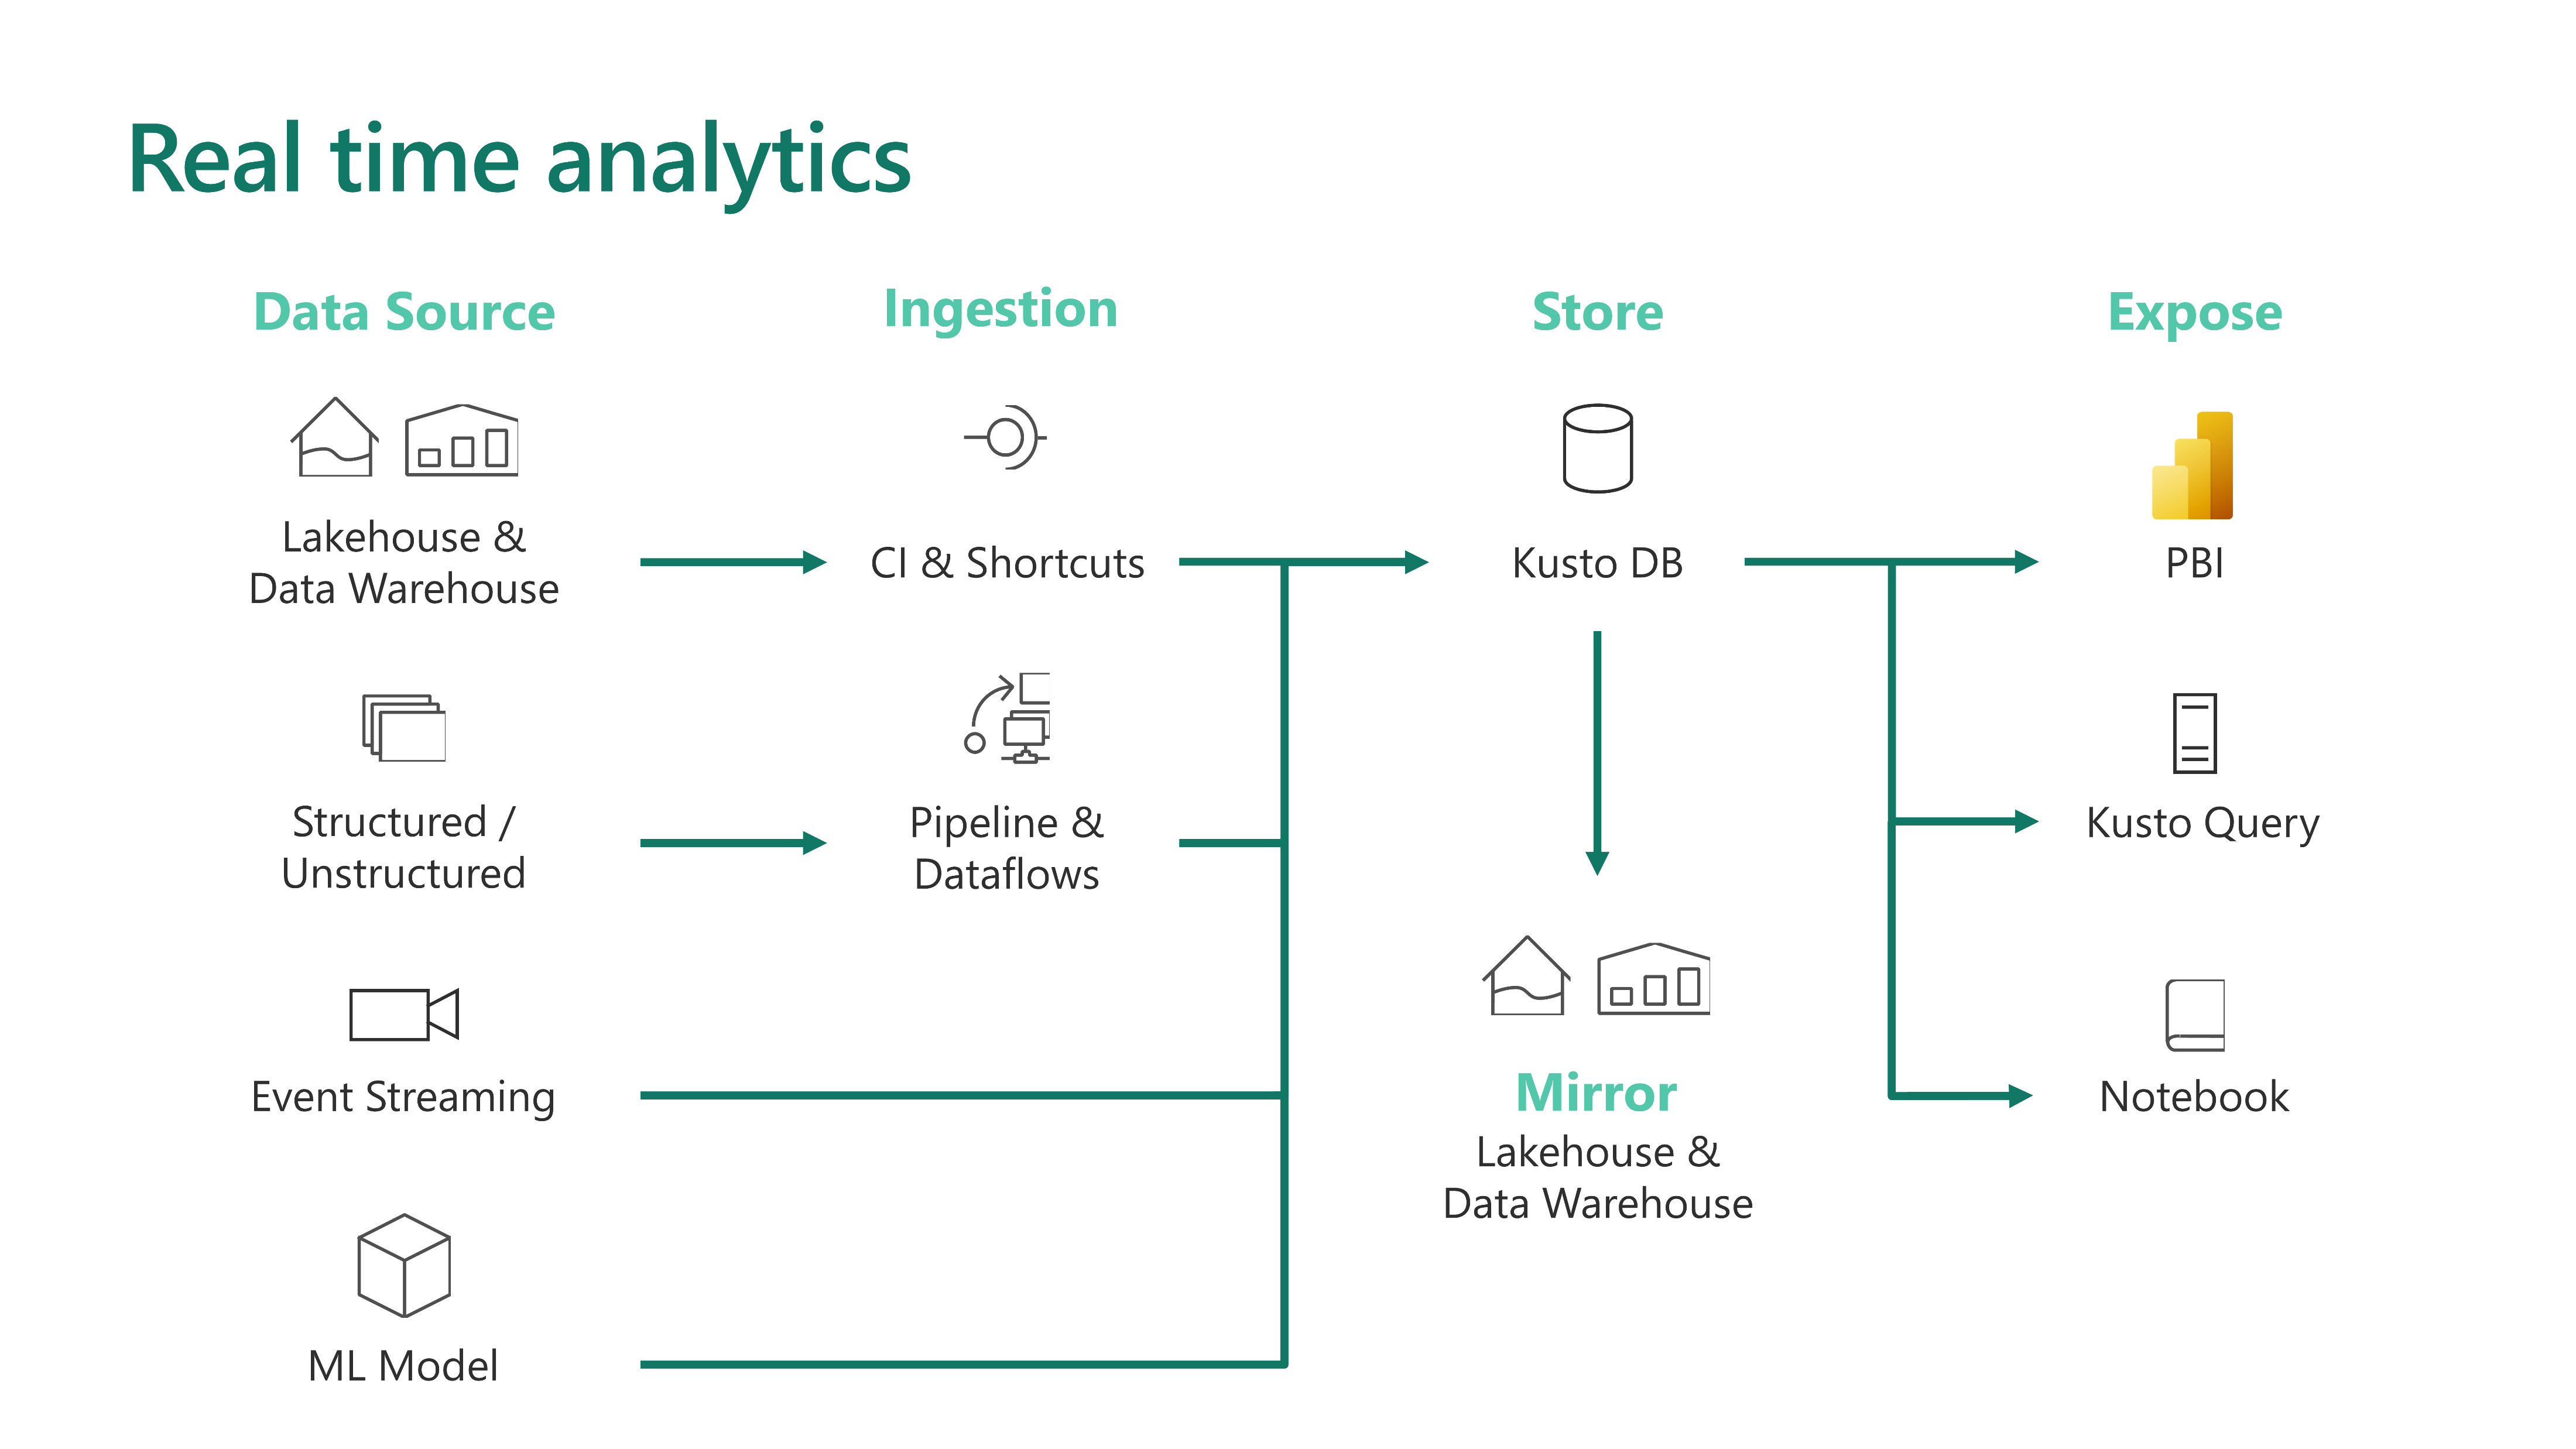 Real time analytics
Data Source
Ingestion
Store
Expose
Lakehouse &
Data Warehouse
CI & Shortcuts
Kusto DB
PBI
Structured /
Unstructured
Pipeline &
Dataflows
Kusto Query
Event Streaming
Mirror
Lakehouse &
Data Warehouse
Notebook
ML Model